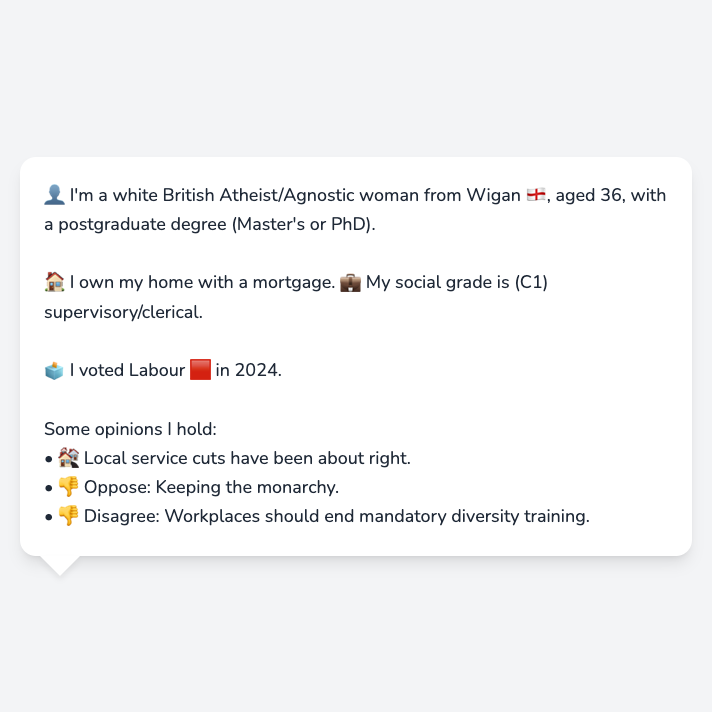 👤 I'm a white British Atheist/Agnostic woman from Wigan 🏴󠁧󠁢󠁥󠁮󠁧󠁿, aged 36, with
a postgraduate degree (Master's or PhD).
🏠 I own my home with a mortgage. 💼 My social grade is (C1)
supervisory/clerical.
🗳️ I voted Labour 🟥 in 2024.
Some opinions I hold:
• 🏚️ Local service cuts have been about right.
• 👎 Oppose: Keeping the monarchy.
• 👎 Disagree: Workplaces should end mandatory diversity training.